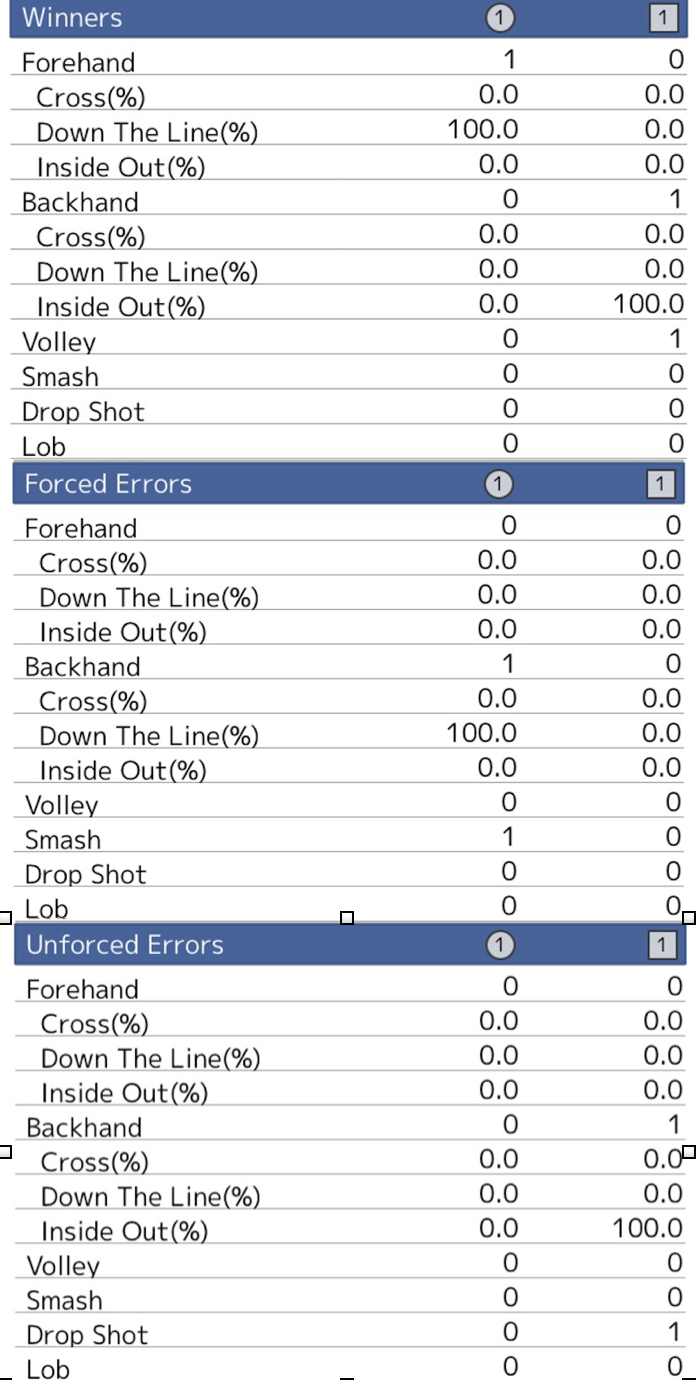 Winners 1 1
Forehand 1 0
Cross(%) 0.0 0.0
Down The Line(%) 100.0 0.0
Inside Out(%) 0.0 0.0
Backhand 0 1
Cross(%) 0.0 0.0
Down The Line(%) 0.0 0.0
Inside Out(%) 0.0 100.0
Volley 0 1
Smash 0 0
Drop Shot 0 0
Lob 0 0
Forced Errors 1 1
Forehand 0 0
Cross(%) 0.0 0.0
Down The Line(%) 0.0 0.0
Inside Out(%) 0.0 0.0
Backhand 1 0
Cross(%) 0.0 0.0
Down The Line(%) 100.0 0.0
Inside Out(%) 0.0 0.0
Volley 0 0
Smash 1 0
Drop Shot 0 0
Lob 0 0
Unforced Errors 1 1
Forehand 0 0
Cross(%) 0.0 0.0
Down The Line(%) 0.0 0.0
Inside Out(%) 0.0 0.0
Backhand 0 1
Cross(%) 0.0 0.0
Down The Line(%) 0.0 0.0
Inside Out(%) 0.0 100.0
Volley 0 0
Smash 0 0
Drop Shot 0 1
Lob 0 0